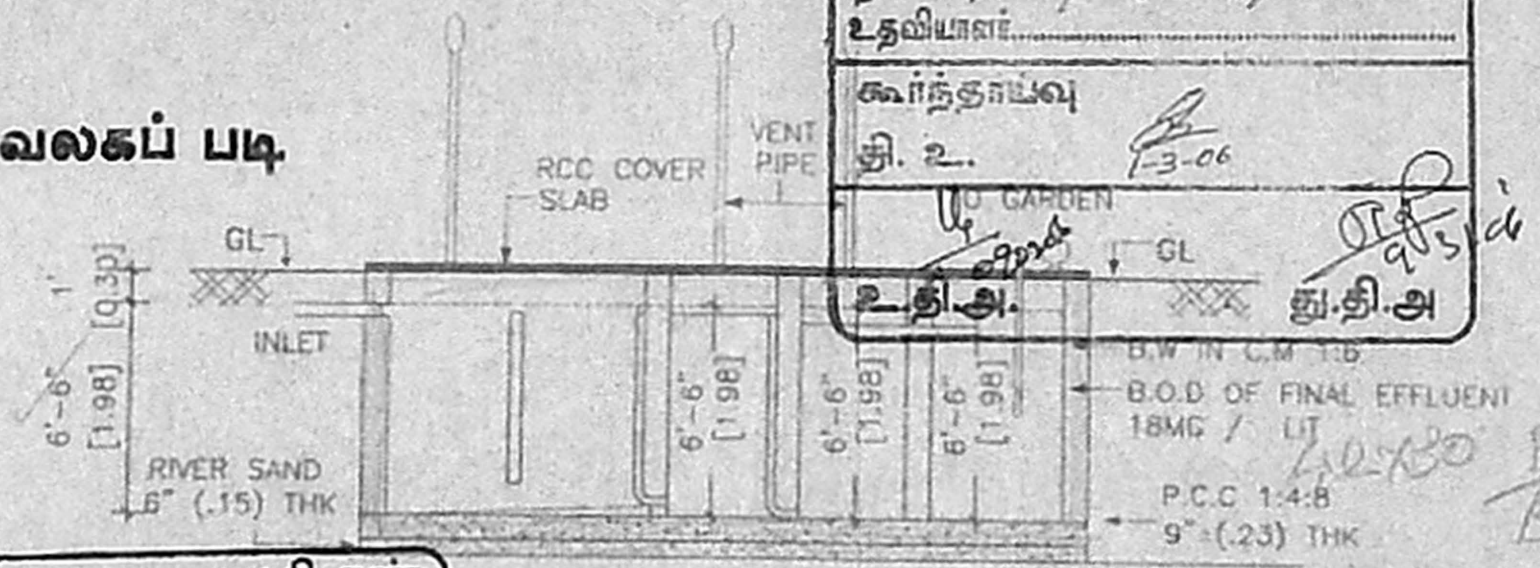 உதவியாளர்
கூர்ந்தாய்வு
தி. உ.
1-3-06
உ.தி.அ.
து.தி.அ
வலகப் படி
VENT
PIPE
RCC COVER
SLAB
O GARDEN
GL
GL
1' [0.30]
INLET
6'-6" [1.98]
6'-6" [1.98]
6'-6" [1.98]
6'-6" [1.98]
B.W IN C.M 1:6
B.O.D OF FINAL EFFLUENT
18MG / LIT
RIVER SAND
6" (.15) THK
P.C.C 1:4:8
9" (.23) THK